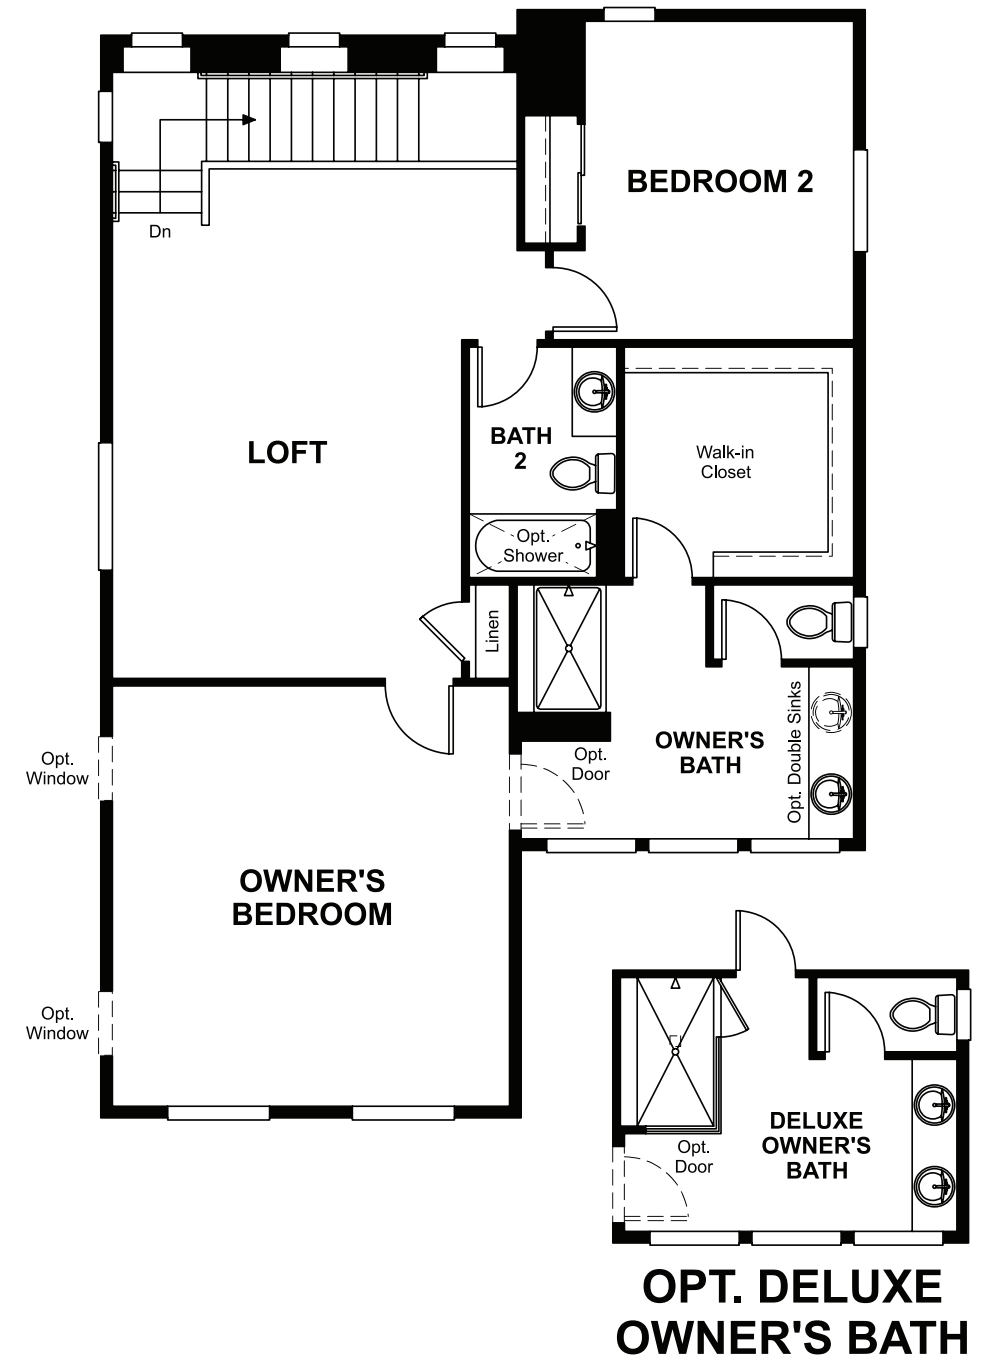 BEDROOM 2
Dn
LOFT
BATH
2
Walk-in
Closet
Opt.
Shower
Linen
Opt. Double Sinks
OWNER'S
BATH
Opt.
Door
Opt.
Window
OWNER'S
BEDROOM
Opt.
Window
DELUXE
OWNER'S
BATH
Opt.
Door
OPT. DELUXE
OWNER'S BATH